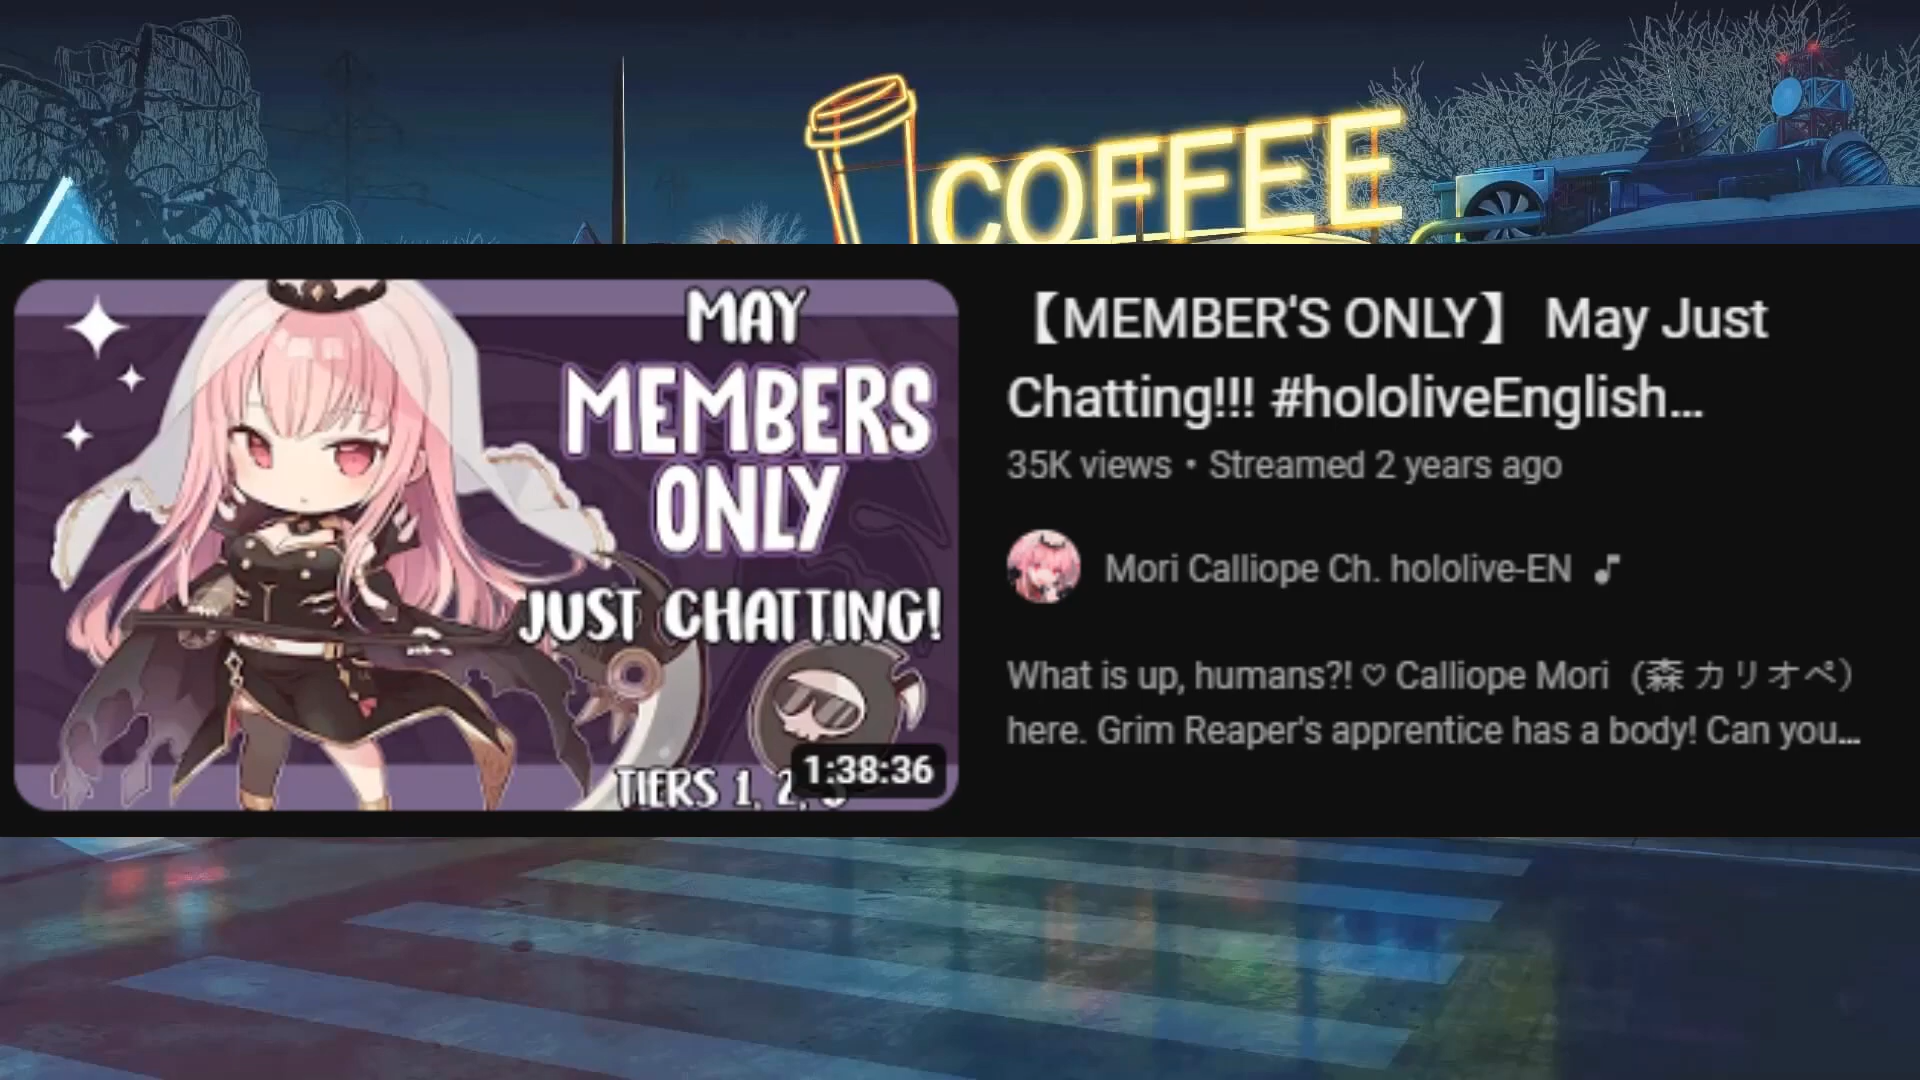 COFFEE
MAY
MEMBERS
ONLY
JUST CHATTING!
TIERS 1, 2,
1:38:36
【MEMBER'S ONLY】 May Just
Chatting!!! #hololiveEnglish...
35K views • Streamed 2 years ago
Mori Calliope Ch. hololive-EN ♪
What is up, humans?! ♡ Calliope Mori (森 カリオペ)
here. Grim Reaper's apprentice has a body! Can you...